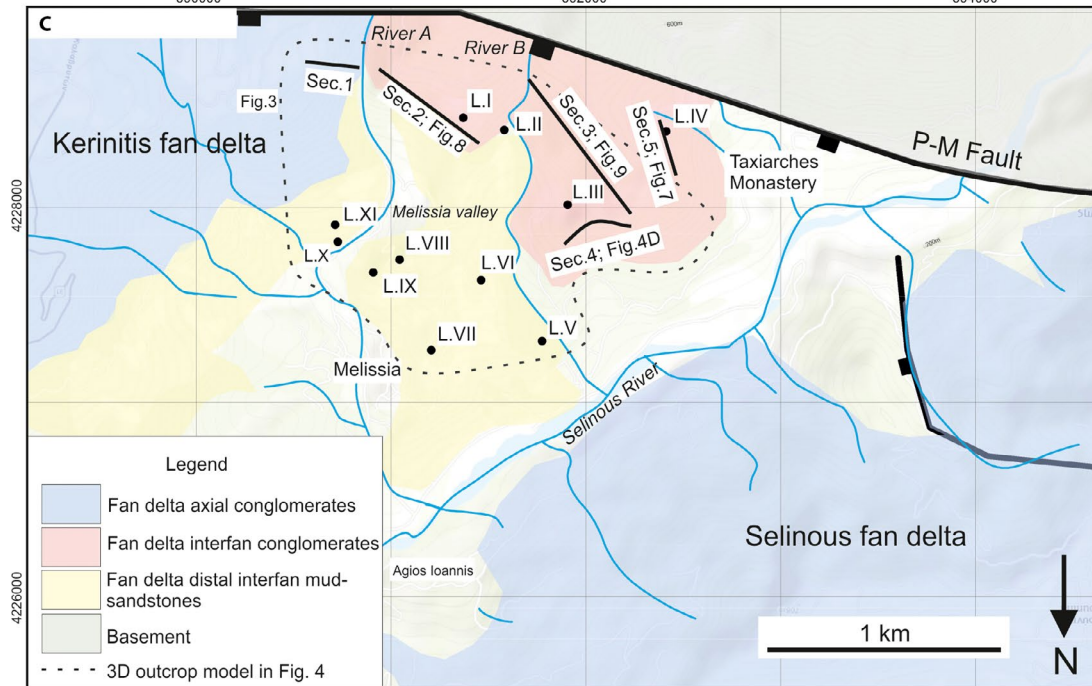 C
600m
River A
River B
Sec.1
Fig.3
Sec.2; Fig.8
L.I
L.II
Sec.3; Fig.9
Sec.5; Fig.7
L.IV
Kerinitis fan delta
P-M Fault
Taxiarches
Monastery
L.III
4228000
L.XI
Melissia valley
Sec.4; Fig.4D
L.X
L.VIII
L.VI
L.IX
200m
L.VII
L.V
Melissia
Selinous River
Legend
Fan delta axial conglomerates
Fan delta interfan conglomerates
Fan delta distal interfan mud-
sandstones
Basement
3D outcrop model in Fig. 4
Selinous fan delta
Agios Ioannis
4226000
1 km
N